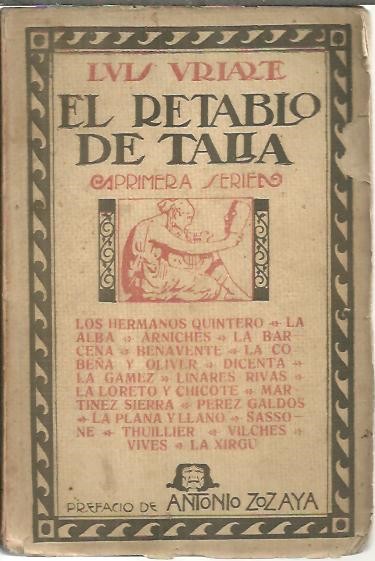 LUIS URIARTE
EL RETABLO
DE TALIA
PRIMERA SERIE
LOS HERMANOS QUINTERO * LA
ALBA * ARNICHES * LA BAR-
CENA * BENAVENTE * LA CO-
BEÑA Y OLIVER * DICENTA *
LA GAMEZ * LINARES RIVAS *
LA LORETO Y CHICOTE * MAR-
TINEZ SIERRA * PEREZ GALDOS
* LA PLANA Y LLANO * SASSO-
NE * THUILLIER * VILCHES *
VIVES * LA XIRGU
PREFACIO DE ANTONIO ZOZAYA